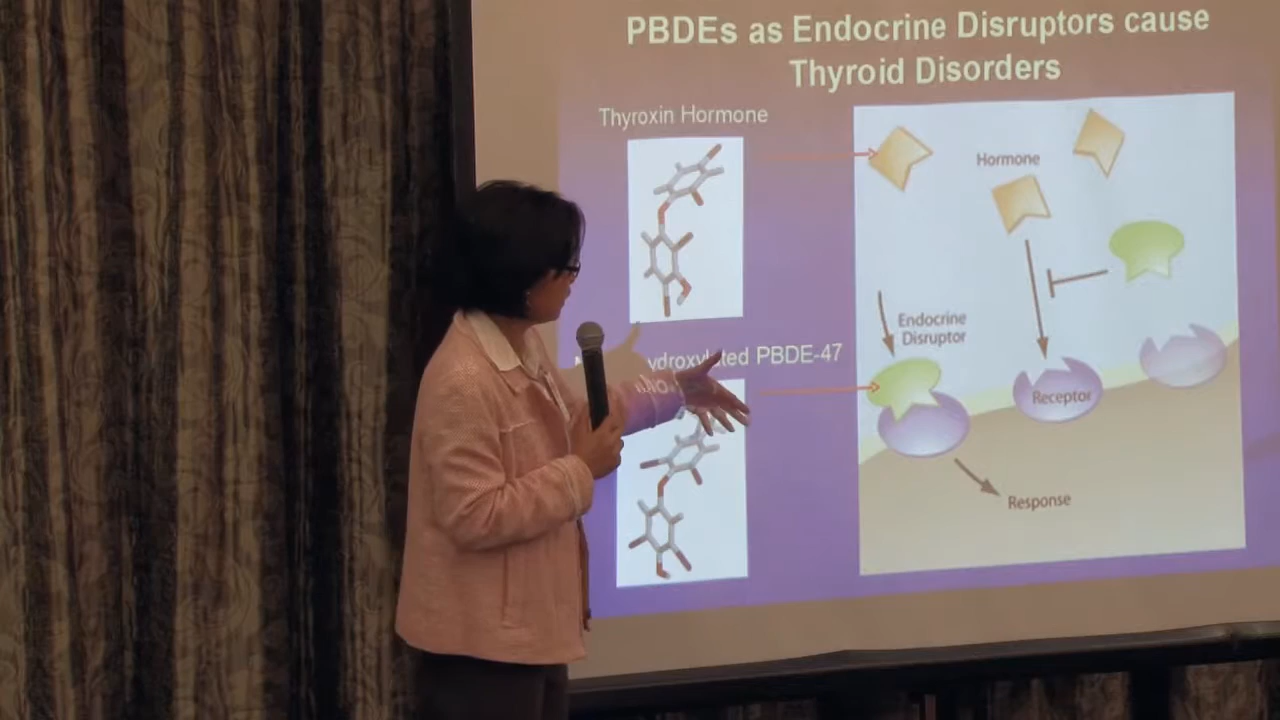 PBDEs as Endocrine Disruptors cause
Thyroid Disorders
Thyroxin Hormone
Hormone
Endocrine
Disruptor
PBDE-47
Receptor
Response